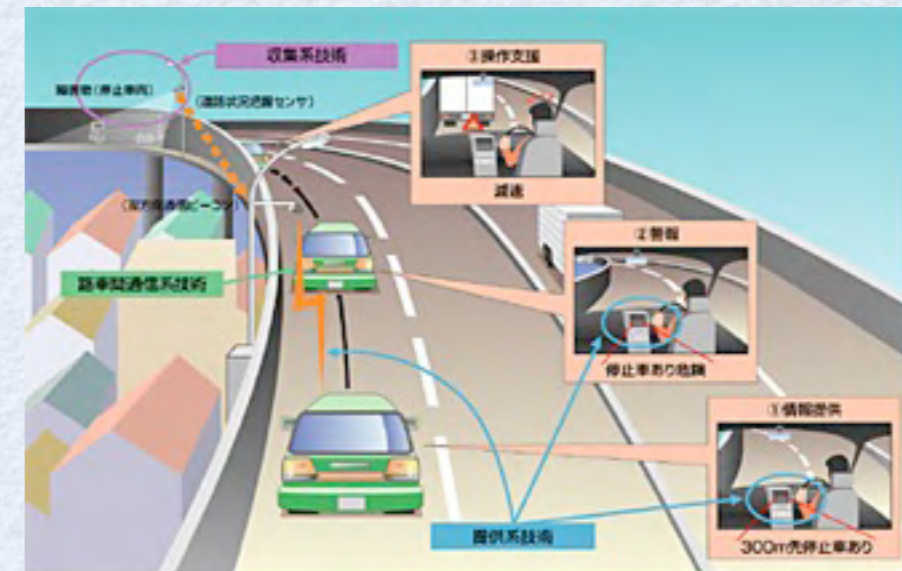 収集系技術
障害物(停止車両)
(道路状況把握センサ)
③操作支援
減速
(双方向通信ビーコン)
路車間通信系技術
②警報
停止車あり危険
①情報提供
300m先停止車あり
提供系技術